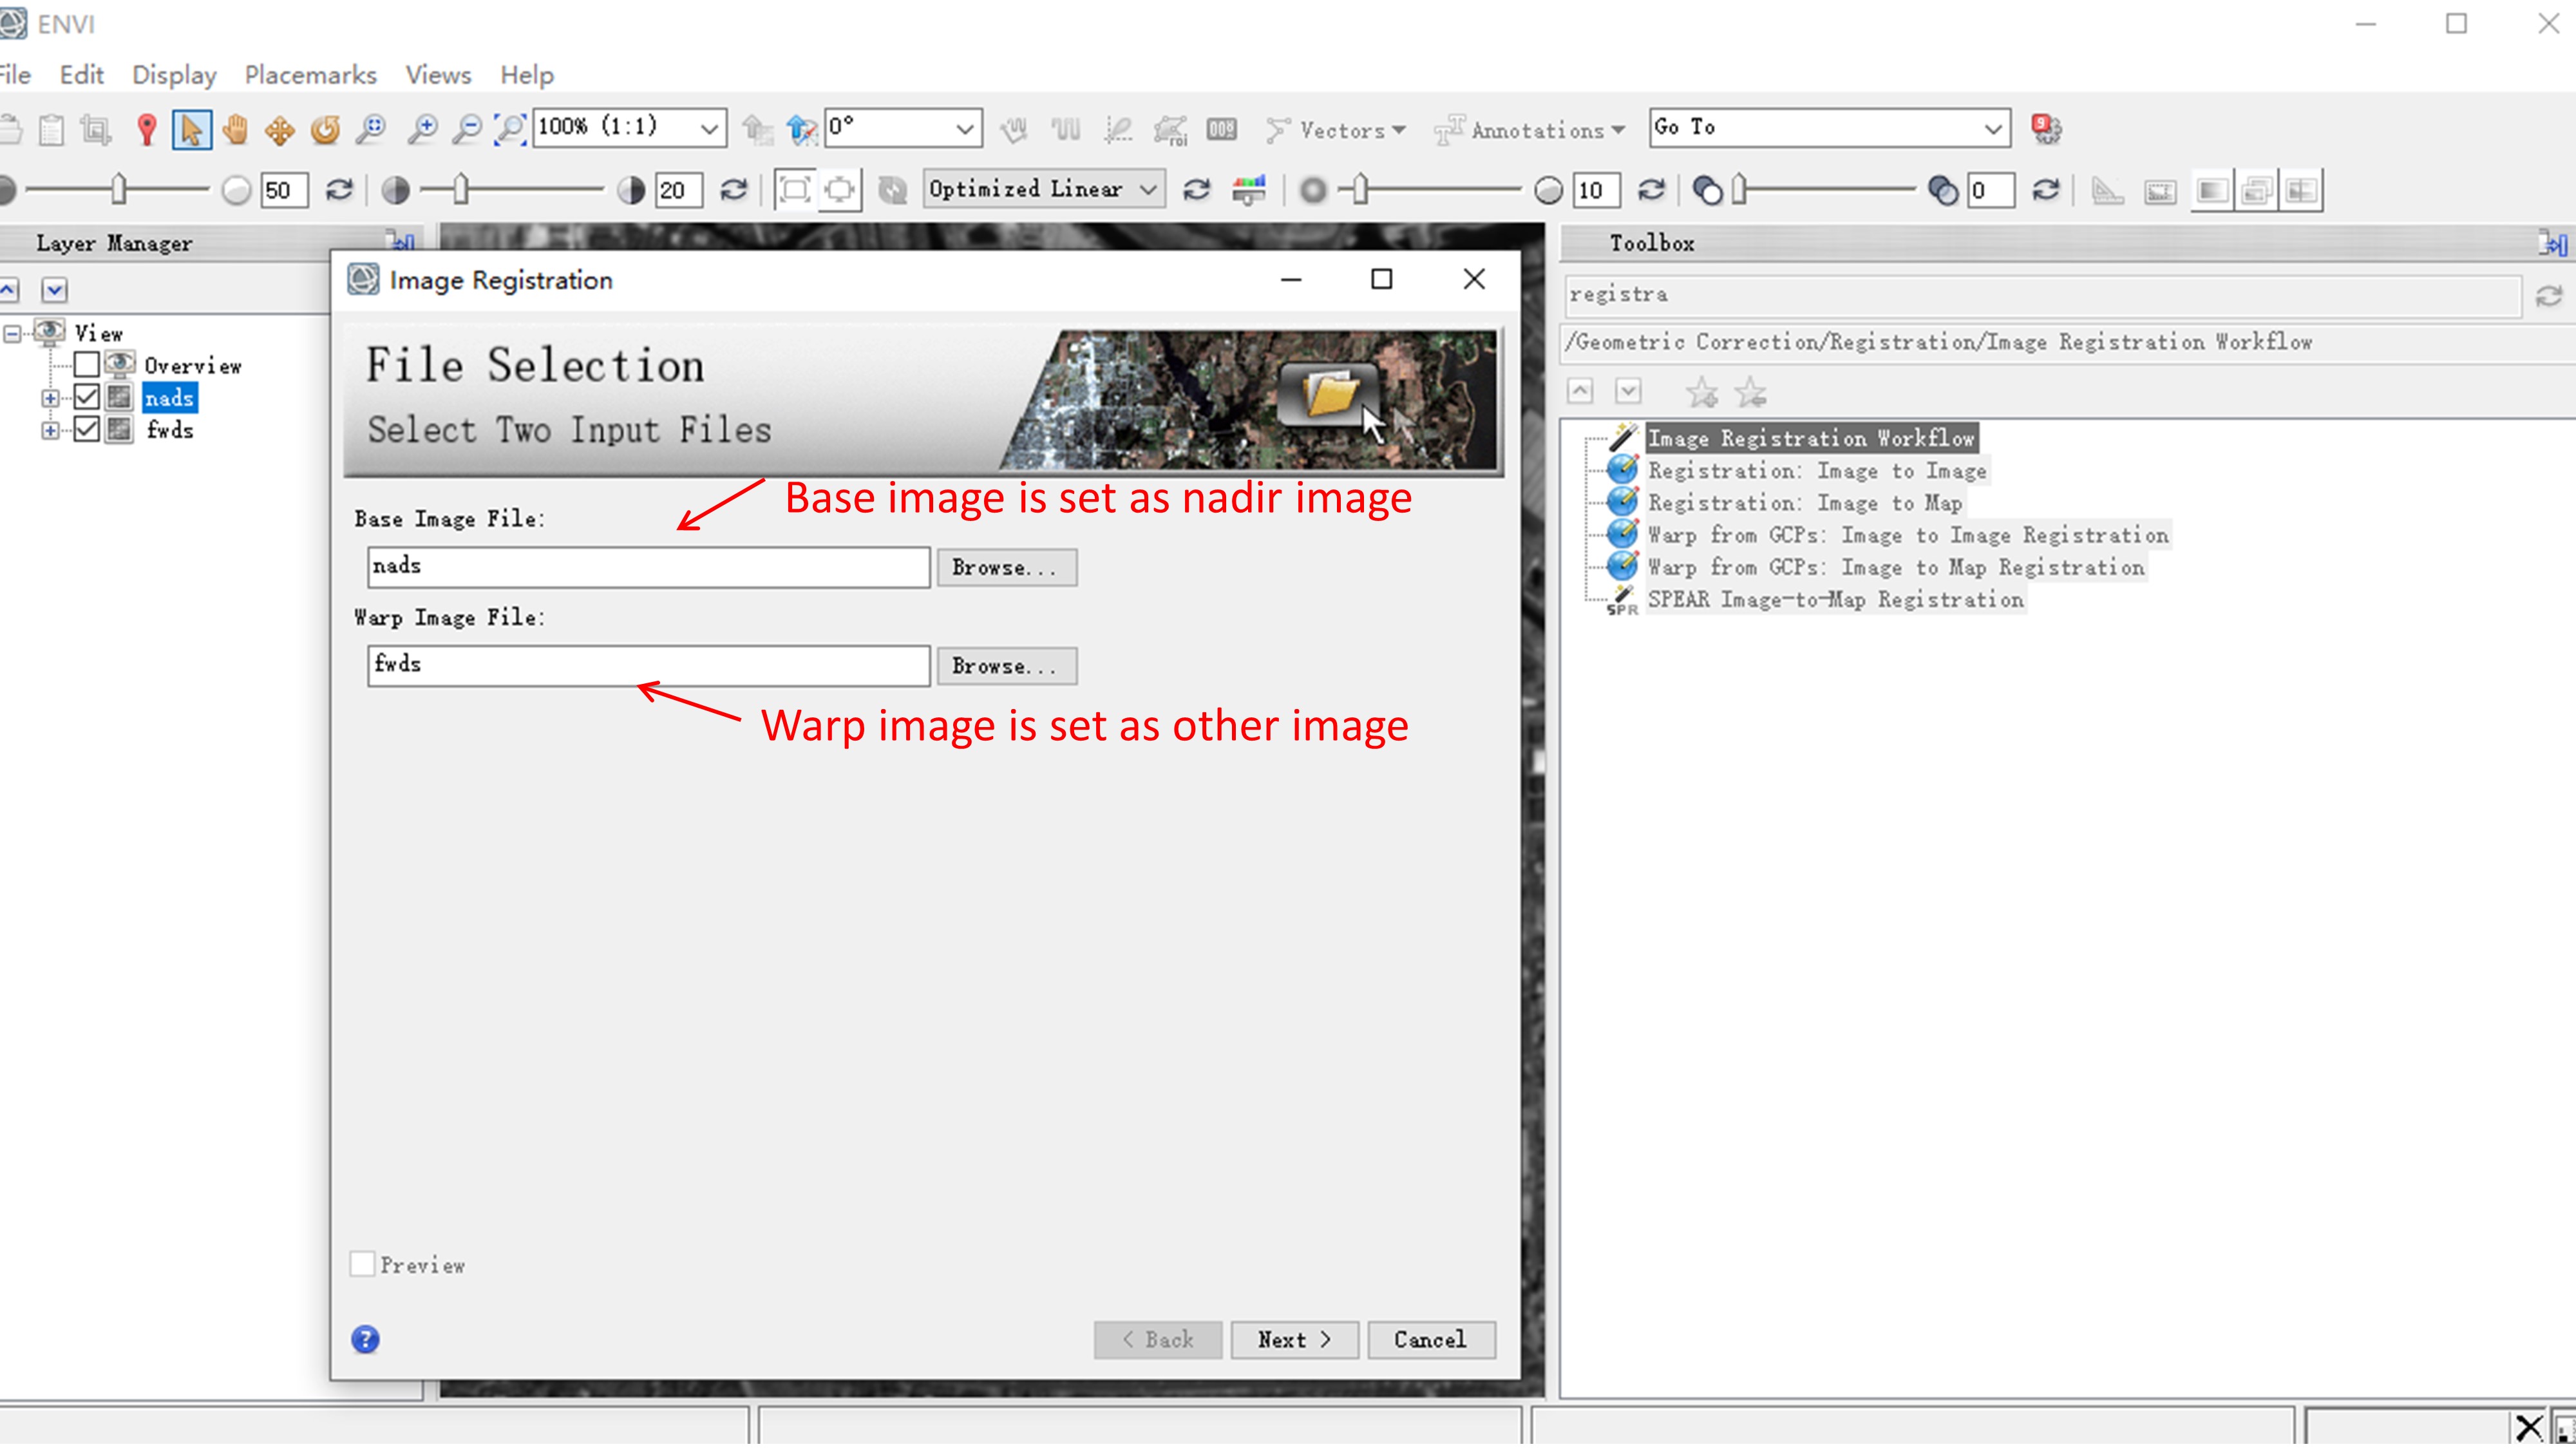 ENVI
File Edit Display Placemarks Views Help
100% (1:1) 0° Vectors Annotations Go To 9
50 20 Optimized Linear 10 0
Layer Manager
View
Overview
nads
fwds
Image Registration
File Selection
Select Two Input Files
Base image is set as nadir image
Base Image File:
nads Browse...
Warp Image File:
fwds Browse...
Warp image is set as other image
Preview
< Back Next > Cancel
Toolbox
registra
/Geometric Correction/Registration/Image Registration Workflow
Image Registration Workflow
Registration: Image to Image
Registration: Image to Map
Warp from GCPs: Image to Image Registration
Warp from GCPs: Image to Map Registration
SPR SPEAR Image-to-Map Registration